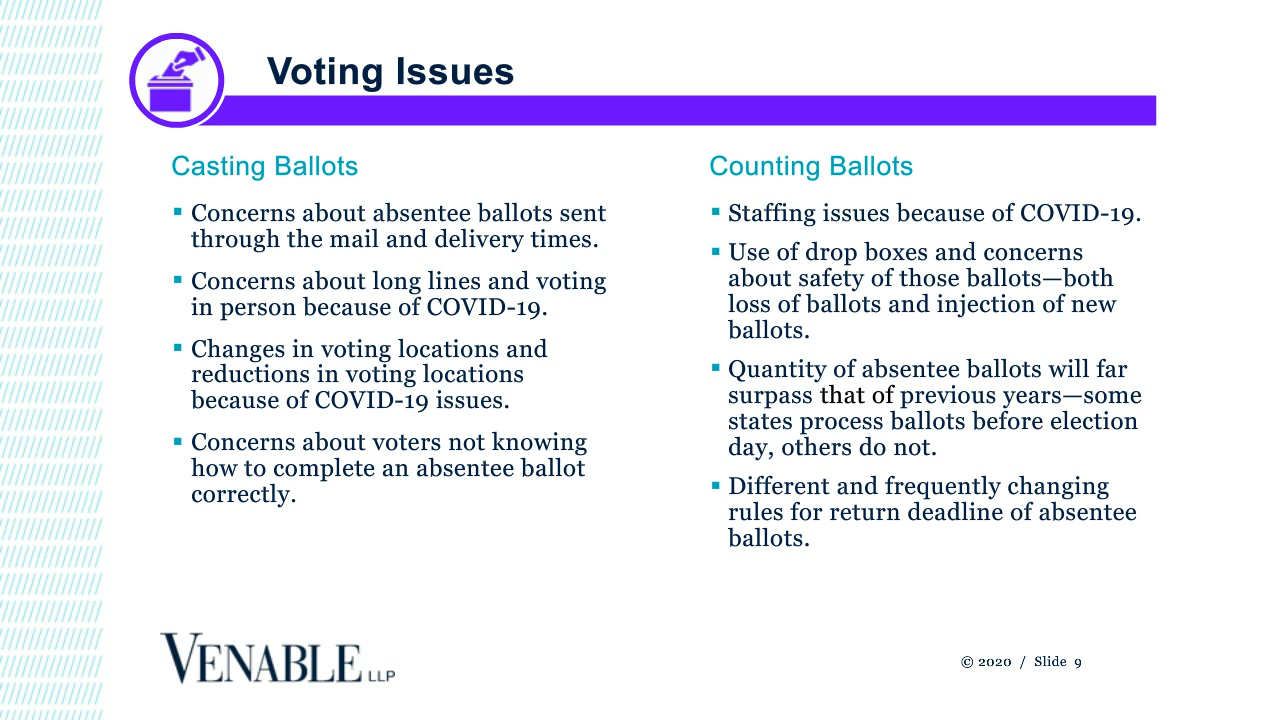 Voting Issues
Casting Ballots
▪ Concerns about absentee ballots sent
through the mail and delivery times.
▪ Concerns about long lines and voting
in person because of COVID-19.
▪ Changes in voting locations and
reductions in voting locations
because of COVID-19 issues.
▪ Concerns about voters not knowing
how to complete an absentee ballot
correctly.
Counting Ballots
▪ Staffing issues because of COVID-19.
▪ Use of drop boxes and concerns
about safety of those ballots—both
loss of ballots and injection of new
ballots.
▪ Quantity of absentee ballots will far
surpass that of previous years—some
states process ballots before election
day, others do not.
▪ Different and frequently changing
rules for return deadline of absentee
ballots.
VENABLE LLP
© 2020 / Slide 9